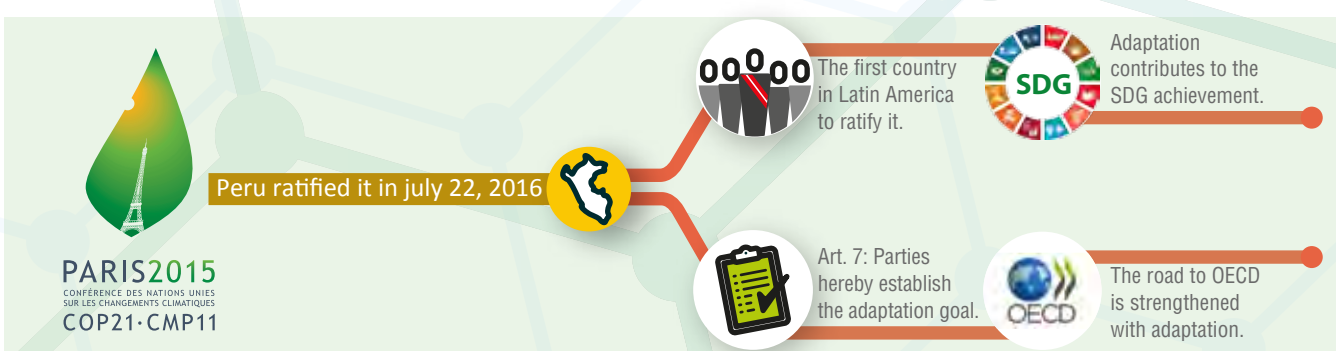 PARIS2015
CONFÉRENCE DES NATIONS UNIES
SUR LES CHANGEMENTS CLIMATIQUES
COP21·CMP11
Peru ratified it in july 22, 2016
The first country
in Latin America
to ratify it.
SDG
Adaptation
contributes to the
SDG achievement.
Art. 7: Parties
hereby establish
the adaptation goal.
OECD
The road to OECD
is strengthened
with adaptation.